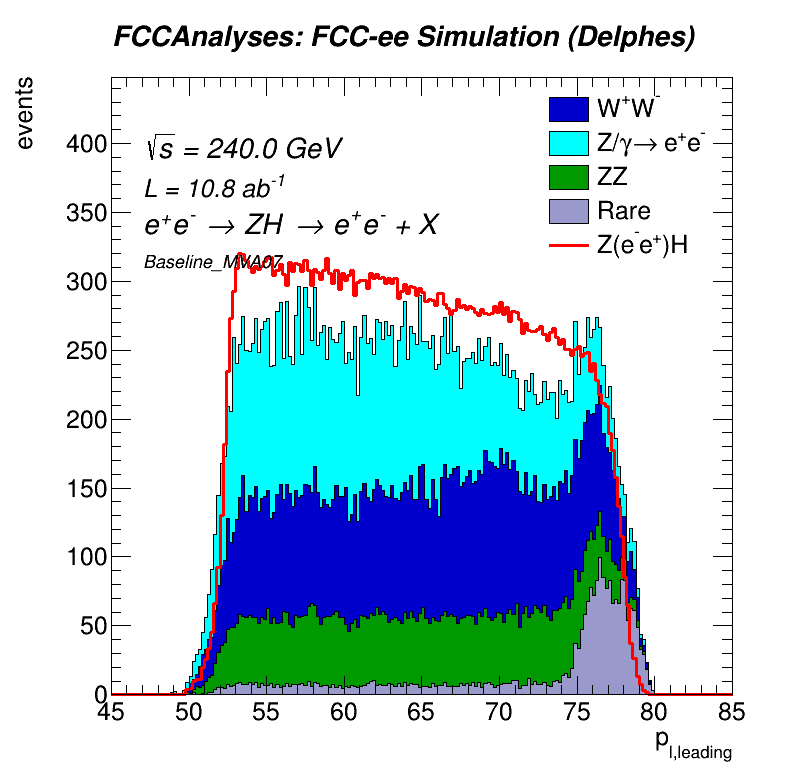 FCCAnalyses: FCC-ee Simulation (Delphes)
events
√s = 240.0 GeV
L = 10.8 ab⁻¹
e⁺e⁻ → ZH → e⁺e⁻ + X
Baseline_MVA07
W⁺W⁻
Z/γ→ e⁺e⁻
ZZ
Rare
Z(e⁻e⁺)H
400
350
300
250
200
150
100
50
0
45 50 55 60 65 70 75 80 85
p_l,leading